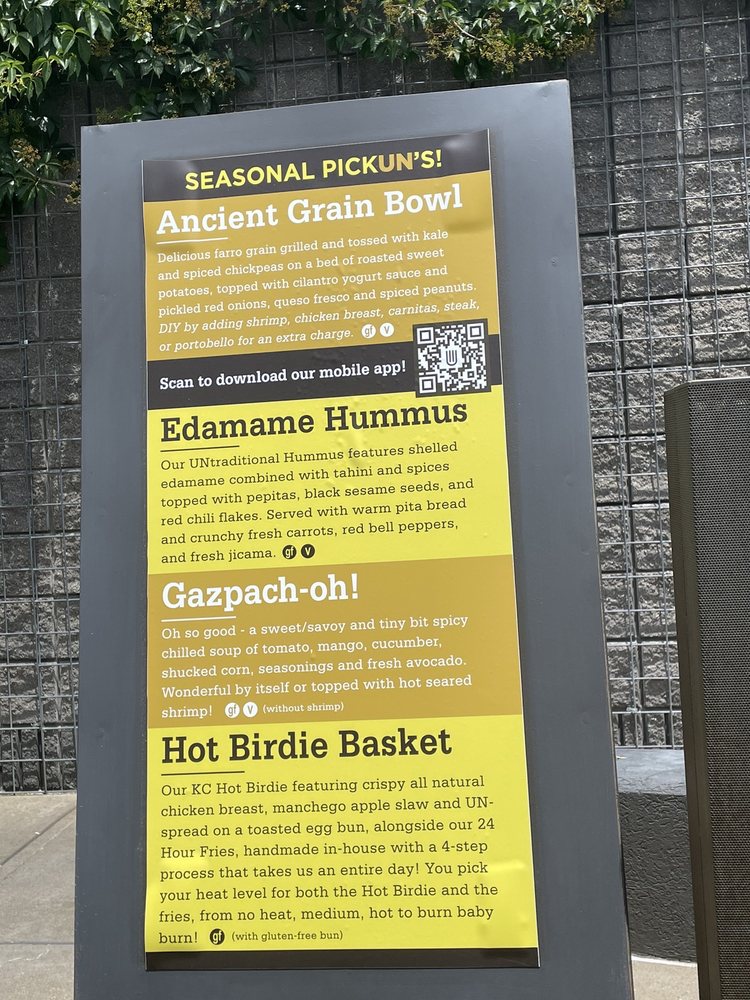 SEASONAL PICKUN'S!
Ancient Grain Bowl
Delicious farro grain grilled and tossed with kale
and spiced chickpeas on a bed of roasted sweet
potatoes, topped with cilantro yogurt sauce and
pickled red onions, queso fresco and spiced peanuts.
DIY by adding shrimp, chicken breast, carnitas, steak,
or portobello for an extra charge. gf v
Scan to download our mobile app!
Edamame Hummus
Our UNtraditional Hummus features shelled
edamame combined with tahini and spices
topped with pepitas, black sesame seeds, and
red chili flakes. Served with warm pita bread
and crunchy fresh carrots, red bell peppers,
and fresh jicama. gf v
Gazpach-oh!
Oh so good - a sweet/savoy and tiny bit spicy
chilled soup of tomato, mango, cucumber,
shucked corn, seasonings and fresh avocado.
Wonderful by itself or topped with hot seared
shrimp! gf v (without shrimp)
Hot Birdie Basket
Our KC Hot Birdie featuring crispy all natural
chicken breast, manchego apple slaw and UN-
spread on a toasted egg bun, alongside our 24
Hour Fries, handmade in-house with a 4-step
process that takes us an entire day! You pick
your heat level for both the Hot Birdie and the
fries, from no heat, medium, hot to burn baby
burn! gf (with gluten-free bun)